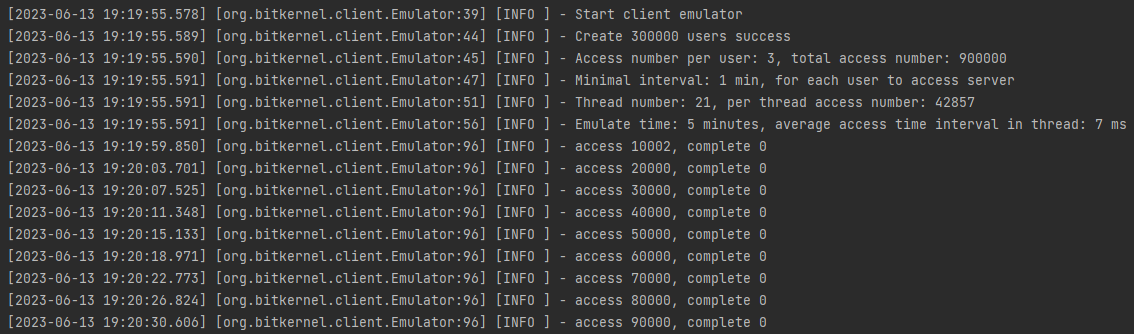 [2023-06-13 19:19:55.578] [org.bitkernel.client.Emulator:39] [INFO ] - Start client emulator
[2023-06-13 19:19:55.589] [org.bitkernel.client.Emulator:44] [INFO ] - Create 300000 users success
[2023-06-13 19:19:55.590] [org.bitkernel.client.Emulator:45] [INFO ] - Access number per user: 3, total access number: 900000
[2023-06-13 19:19:55.591] [org.bitkernel.client.Emulator:47] [INFO ] - Minimal interval: 1 min, for each user to access server
[2023-06-13 19:19:55.591] [org.bitkernel.client.Emulator:51] [INFO ] - Thread number: 21, per thread access number: 42857
[2023-06-13 19:19:55.591] [org.bitkernel.client.Emulator:56] [INFO ] - Emulate time: 5 minutes, average access time interval in thread: 7 ms
[2023-06-13 19:19:59.850] [org.bitkernel.client.Emulator:96] [INFO ] - access 10002, complete 0
[2023-06-13 19:20:03.701] [org.bitkernel.client.Emulator:96] [INFO ] - access 20000, complete 0
[2023-06-13 19:20:07.525] [org.bitkernel.client.Emulator:96] [INFO ] - access 30000, complete 0
[2023-06-13 19:20:11.348] [org.bitkernel.client.Emulator:96] [INFO ] - access 40000, complete 0
[2023-06-13 19:20:15.133] [org.bitkernel.client.Emulator:96] [INFO ] - access 50000, complete 0
[2023-06-13 19:20:18.971] [org.bitkernel.client.Emulator:96] [INFO ] - access 60000, complete 0
[2023-06-13 19:20:22.773] [org.bitkernel.client.Emulator:96] [INFO ] - access 70000, complete 0
[2023-06-13 19:20:26.824] [org.bitkernel.client.Emulator:96] [INFO ] - access 80000, complete 0
[2023-06-13 19:20:30.606] [org.bitkernel.client.Emulator:96] [INFO ] - access 90000, complete 0